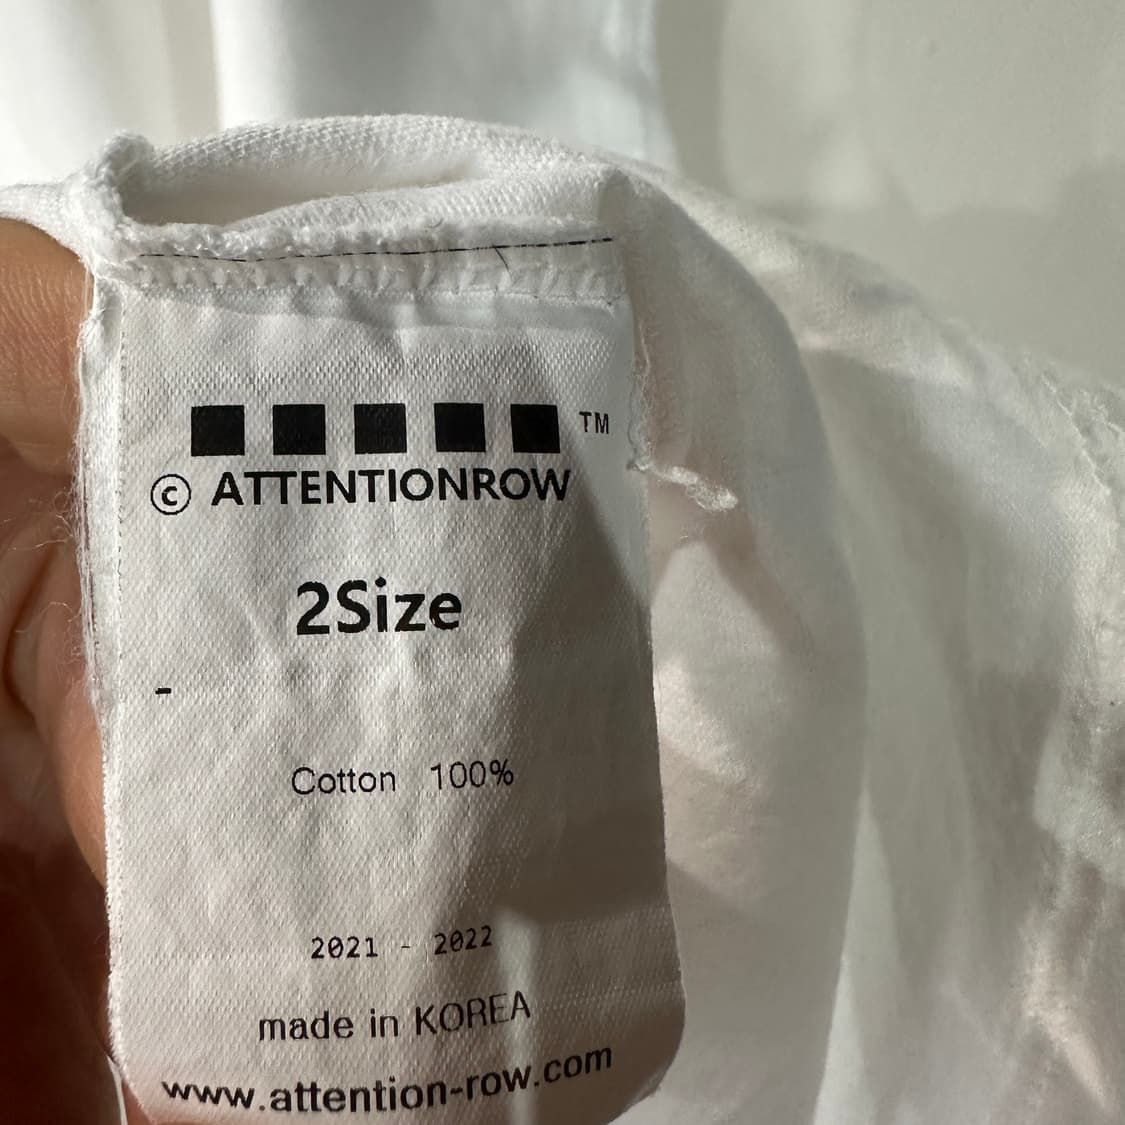 ■ ■ ■ ■ ■ ™
© ATTENTIONROW
2Size
-
Cotton 100%
2021 - 2022
made in KOREA
www.attention-row.com